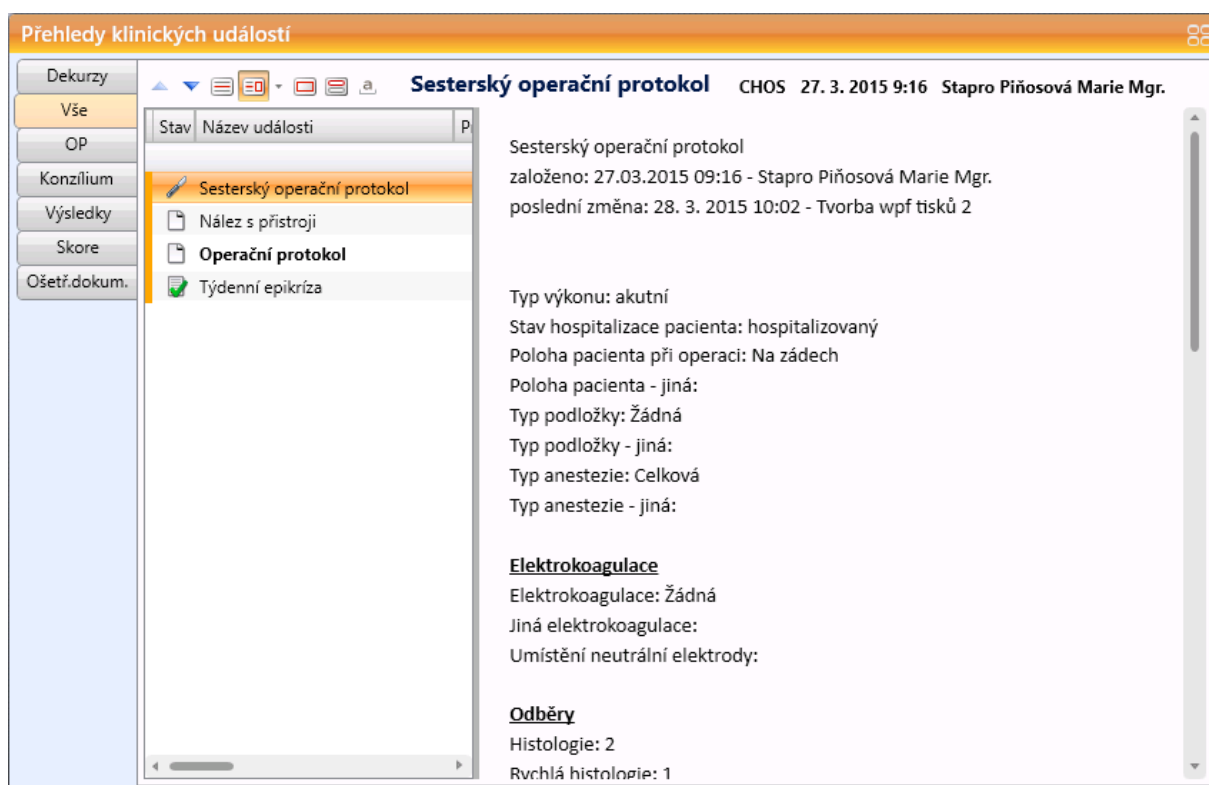 Přehledy klinických událostí
Dekurzy
Vše
OP
Konzílium
Výsledky
Skore
Ošetř.dokum.
a
Sesterský operační protokol CHOS 27. 3. 2015 9:16 Stapro Piňosová Marie Mgr.
Stav Název události
Sesterský operační protokol
Nález s přistroji
Operační protokol
Týdenní epikríza
Sesterský operační protokol
založeno: 27.03.2015 09:16 - Stapro Piňosová Marie Mgr.
poslední změna: 28. 3. 2015 10:02 - Tvorba wpf tisků 2
Typ výkonu: akutní
Stav hospitalizace pacienta: hospitalizovaný
Poloha pacienta při operaci: Na zádech
Poloha pacienta - jiná:
Typ podložky: Žádná
Typ podložky - jiná:
Typ anestezie: Celková
Typ anestezie - jiná:
Elektrokoagulace
Elektrokoagulace: Žádná
Jiná elektrokoagulace:
Umístění neutrální elektrody:
Odběry
Histologie: 2
Rychlá histologie: 1